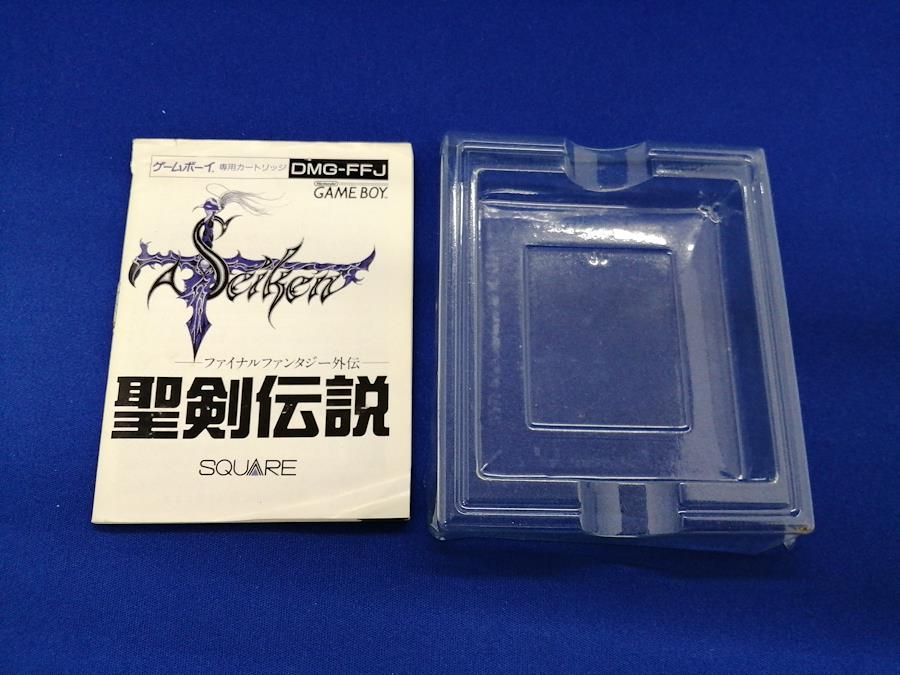 ゲームボーイ専用カートリッジ DMG-FFJ
Nintendo
GAME BOY™
Seiken
ファイナルファンタジー外伝
聖剣伝説
SQUARE